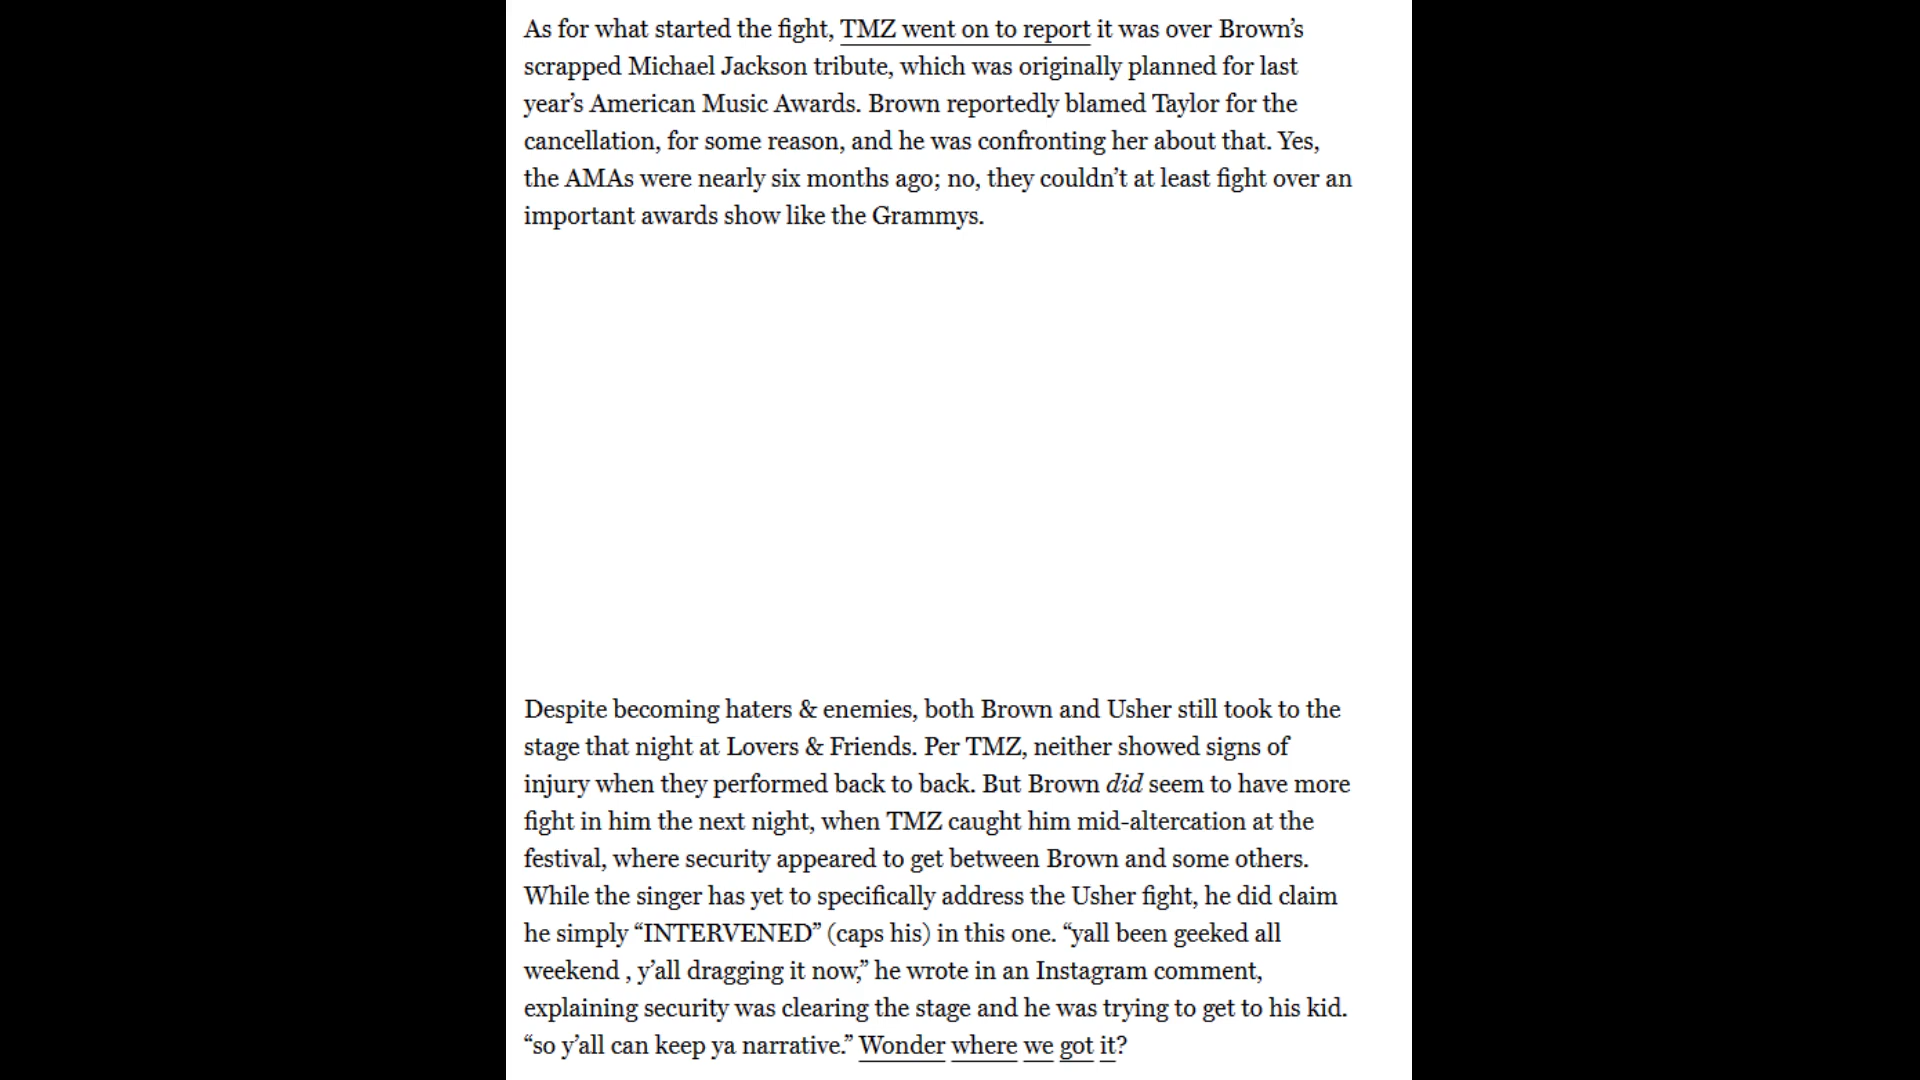 As for what started the fight, TMZ went on to report it was over Brown’s
scrapped Michael Jackson tribute, which was originally planned for last
year’s American Music Awards. Brown reportedly blamed Taylor for the
cancellation, for some reason, and he was confronting her about that. Yes,
the AMAs were nearly six months ago; no, they couldn’t at least fight over an
important awards show like the Grammys.
Despite becoming haters & enemies, both Brown and Usher still took to the
stage that night at Lovers & Friends. Per TMZ, neither showed signs of
injury when they performed back to back. But Brown did seem to have more
fight in him the next night, when TMZ caught him mid-altercation at the
festival, where security appeared to get between Brown and some others.
While the singer has yet to specifically address the Usher fight, he did claim
he simply “INTERVENED” (caps his) in this one. “yall been geeked all
weekend , y’all dragging it now,” he wrote in an Instagram comment,
explaining security was clearing the stage and he was trying to get to his kid.
“so y’all can keep ya narrative.” Wonder where we got it?